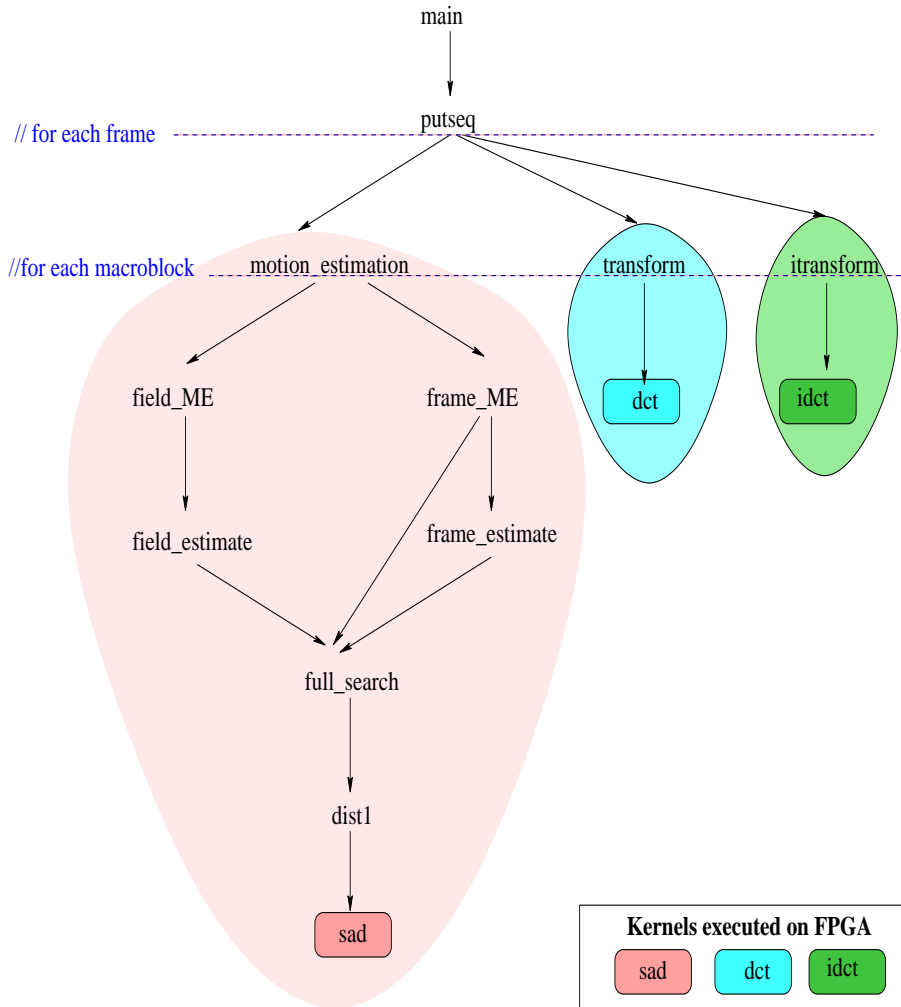 main
// for each frame
putseq
//for each macroblock
motion_estimation
transform
itransform
field_ME
frame_ME
dct
idct
field_estimate
frame_estimate
full_search
dist1
sad
Kernels executed on FPGA
sad
dct
idct